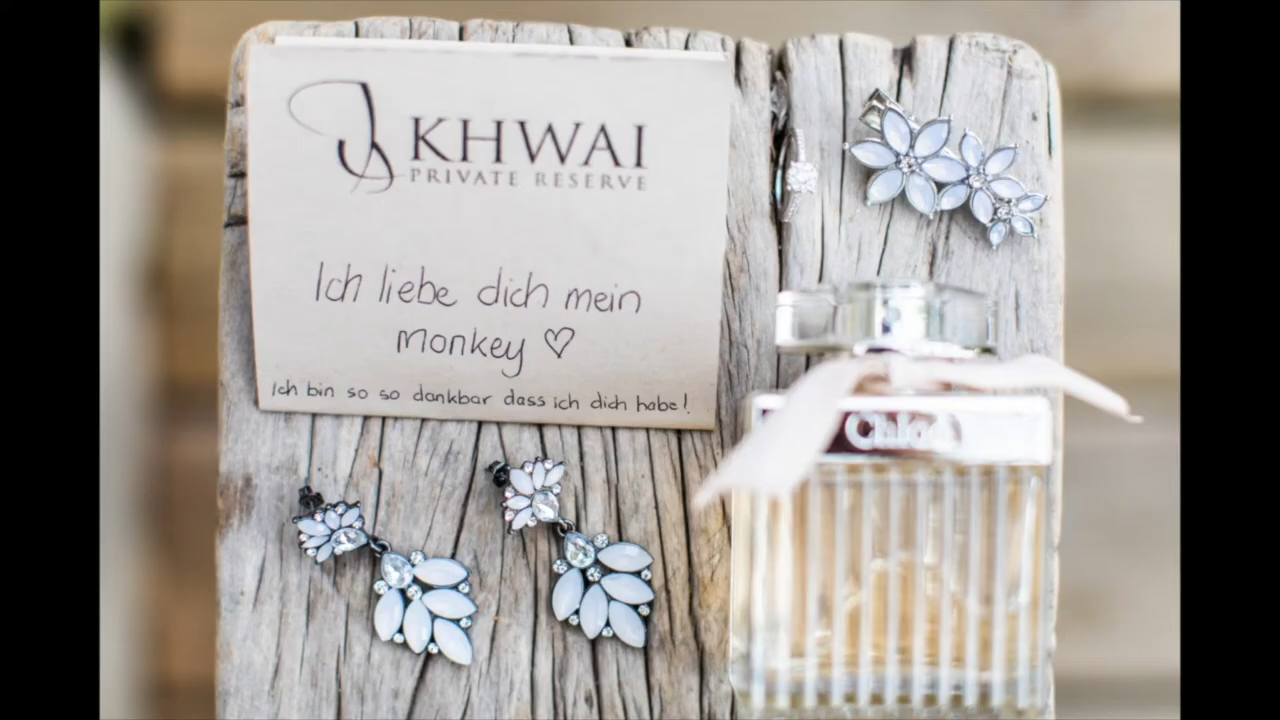 KHWAI
PRIVATE RESERVE
Ich liebe dich mein
monkey ♡
Ich bin so so dankbar dass ich dich habe!
Chloé